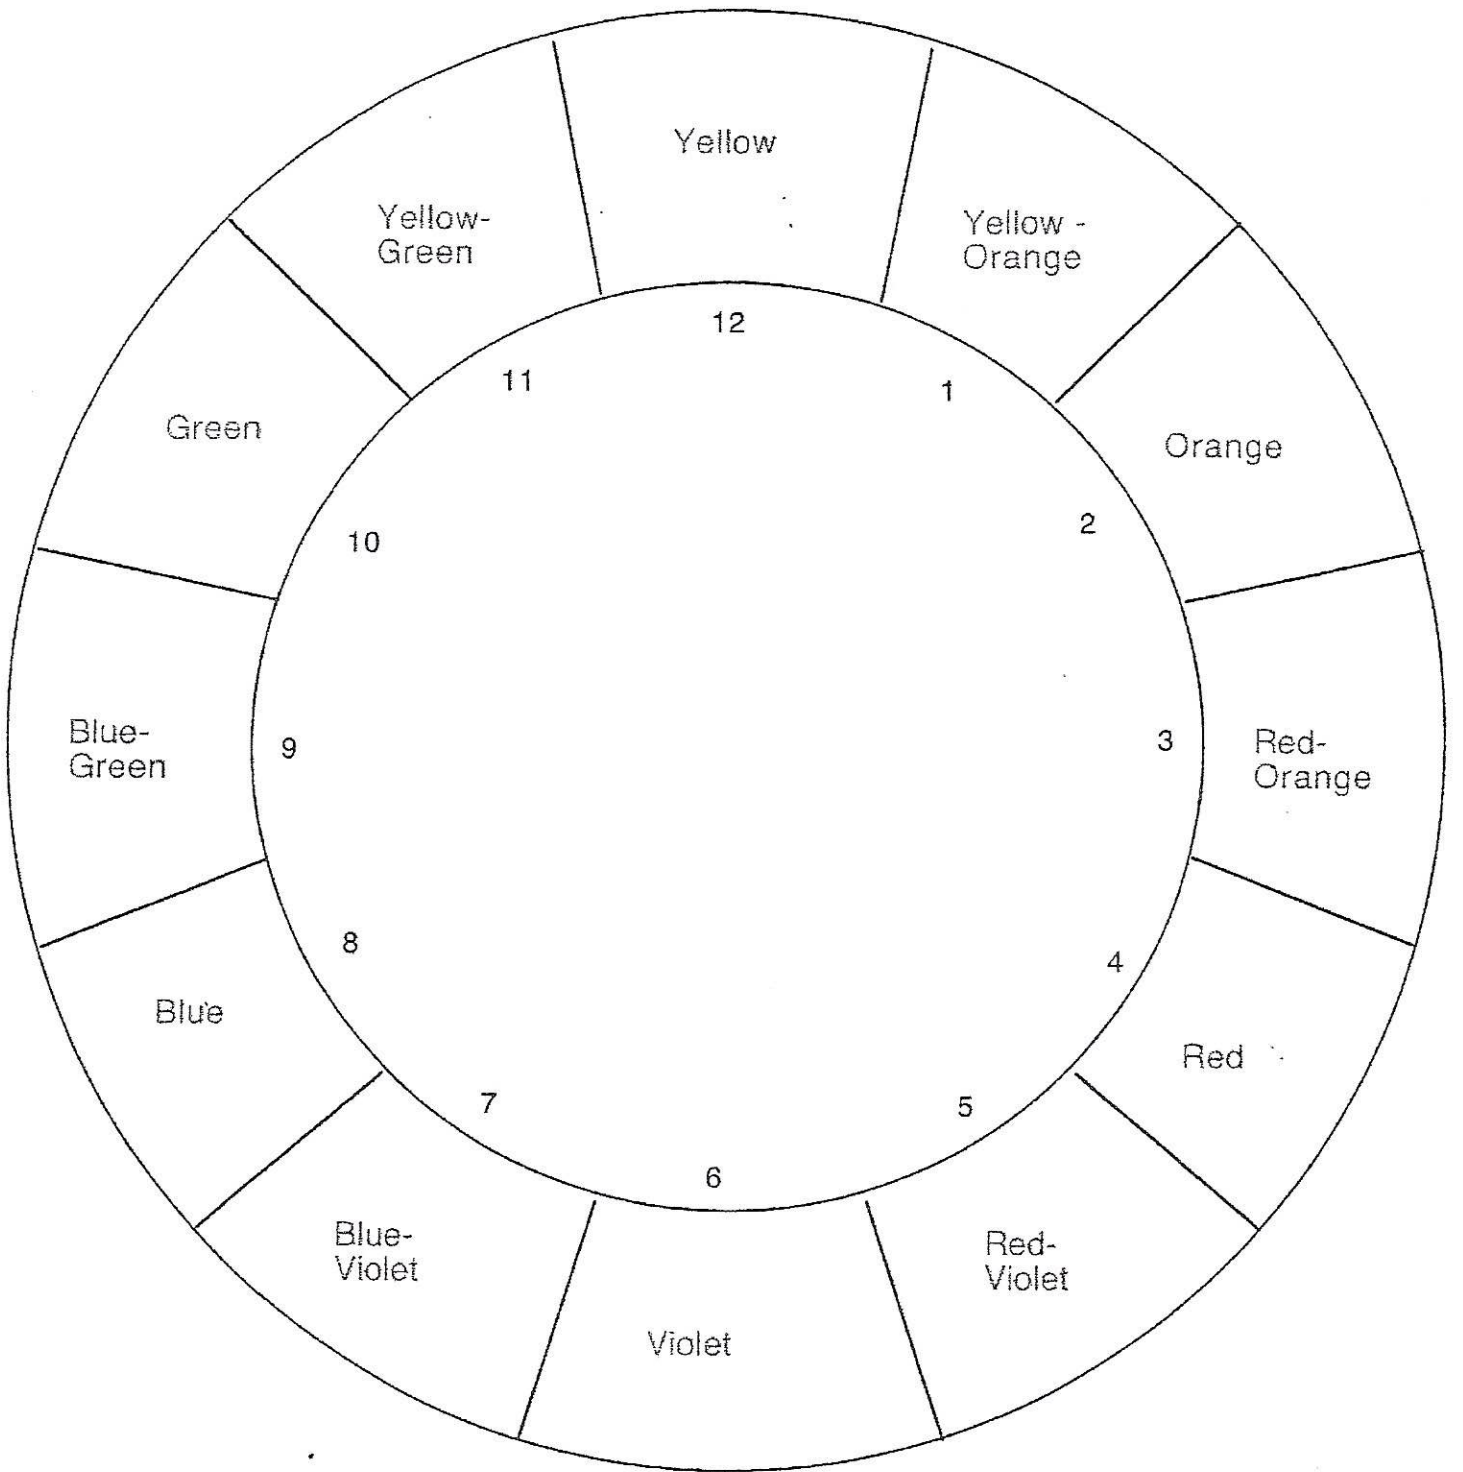 Yellow
Yellow -
Orange
Orange
Red-
Orange
Red
Red-
Violet
Violet
Blue-
Violet
Blue
Blue-
Green
Green
Yellow-
Green
12
1
2
3
4
5
6
7
8
9
10
11